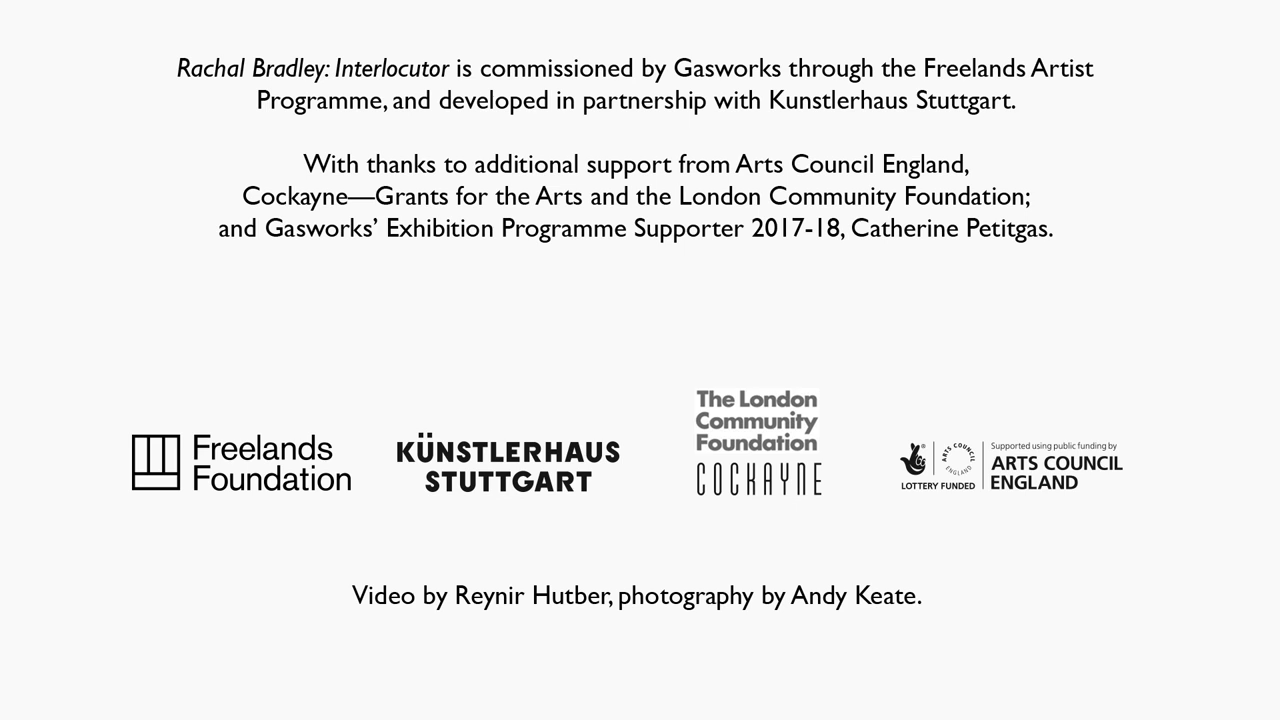 Rachal Bradley: Interlocutor is commissioned by Gasworks through the Freelands Artist
Programme, and developed in partnership with Kunstlerhaus Stuttgart.
With thanks to additional support from Arts Council England,
Cockayne—Grants for the Arts and the London Community Foundation;
and Gasworks’ Exhibition Programme Supporter 2017-18, Catherine Petitgas.
Freelands
Foundation
KÜNSTLERHAUS
STUTTGART
The London
Community
Foundation
COCKAYNE
LOTTERY FUNDED
ARTS COUNCIL
ENGLAND
Supported using public funding by
ARTS COUNCIL
ENGLAND
Video by Reynir Hutber, photography by Andy Keate.